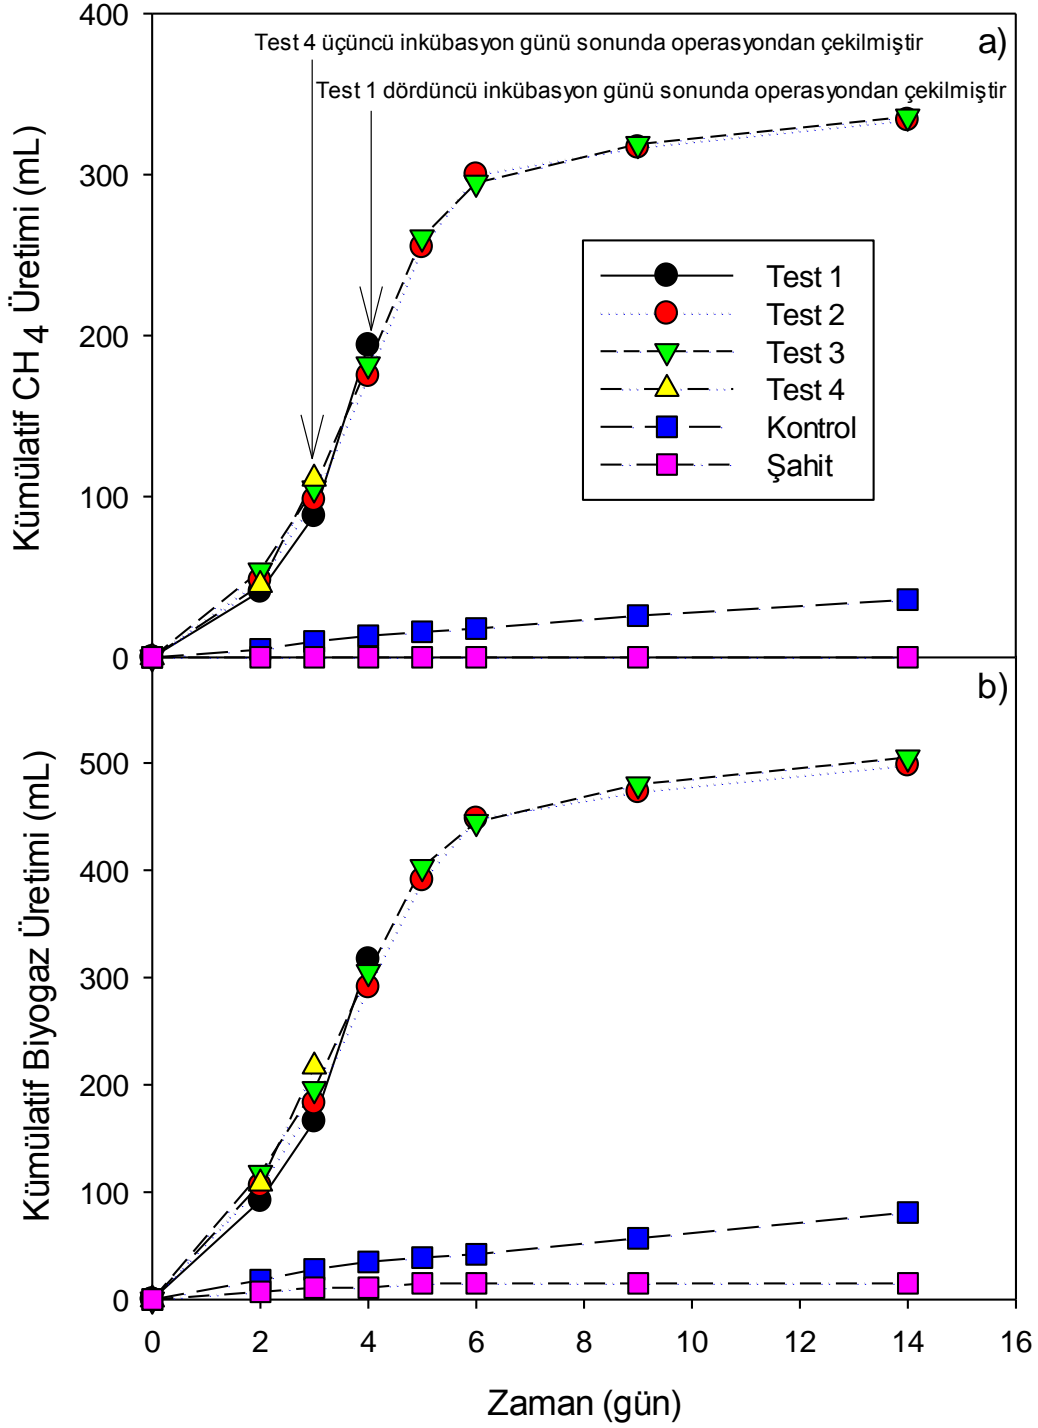 400
Test 4 üçüncü inkübasyon günü sonunda operasyondan çekilmiştir
a)
Test 1 dördüncü inkübasyon günü sonunda operasyondan çekilmiştir
300
200
100
0
Kümülatif CH4 Üretimi (mL)
Test 1
Test 2
Test 3
Test 4
Kontrol
Şahit
b)
500
400
300
200
100
0
Kümülatif Biyogaz Üretimi (mL)
0 2 4 6 8 10 12 14 16
Zaman (gün)